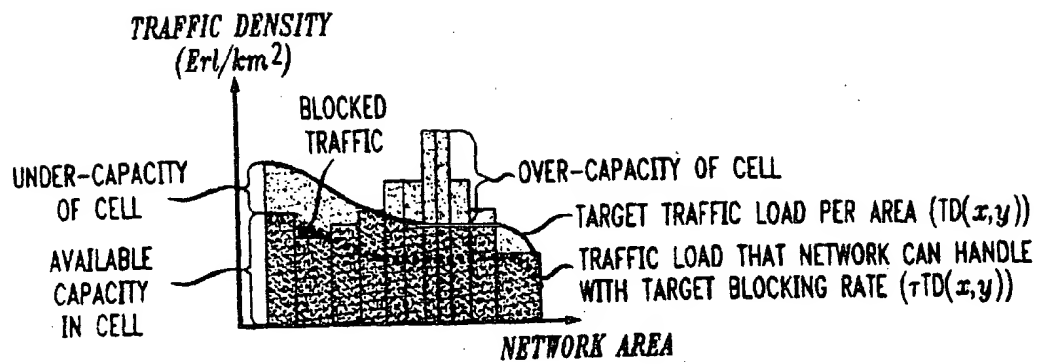 TRAFFIC DENSITY
(Erl/km²)
BLOCKED
TRAFFIC
UNDER-CAPACITY
OF CELL
OVER-CAPACITY OF CELL
TARGET TRAFFIC LOAD PER AREA (TD(x,y))
AVAILABLE
CAPACITY
IN CELL
TRAFFIC LOAD THAT NETWORK CAN HANDLE
WITH TARGET BLOCKING RATE (τTD(x,y))
NETWORK AREA